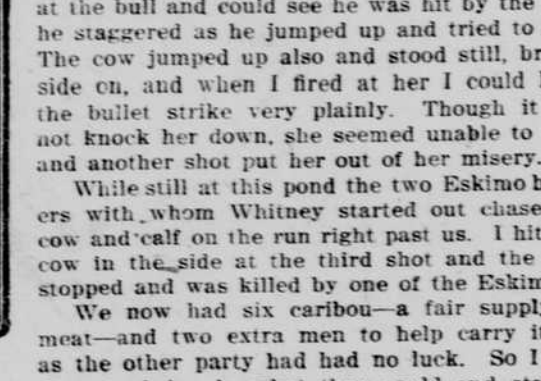 at the bull and could see he was hit by the
he staggered as he jumped up and tried to
The cow jumped up also and stood still, br
side on, and when I fired at her I could
the bullet strike very plainly. Though it
not knock her down, she seemed unable to
and another shot put her out of her misery.
While still at this pond the two Eskimo b
ers with whom Whitney started out chase
cow and calf on the run right past us. I hit
cow in the side at the third shot and the
stopped and was killed by one of the Eskim
We now had six caribou—a fair supply
meat—and two extra men to help carry it
as the other party had had no luck. So I